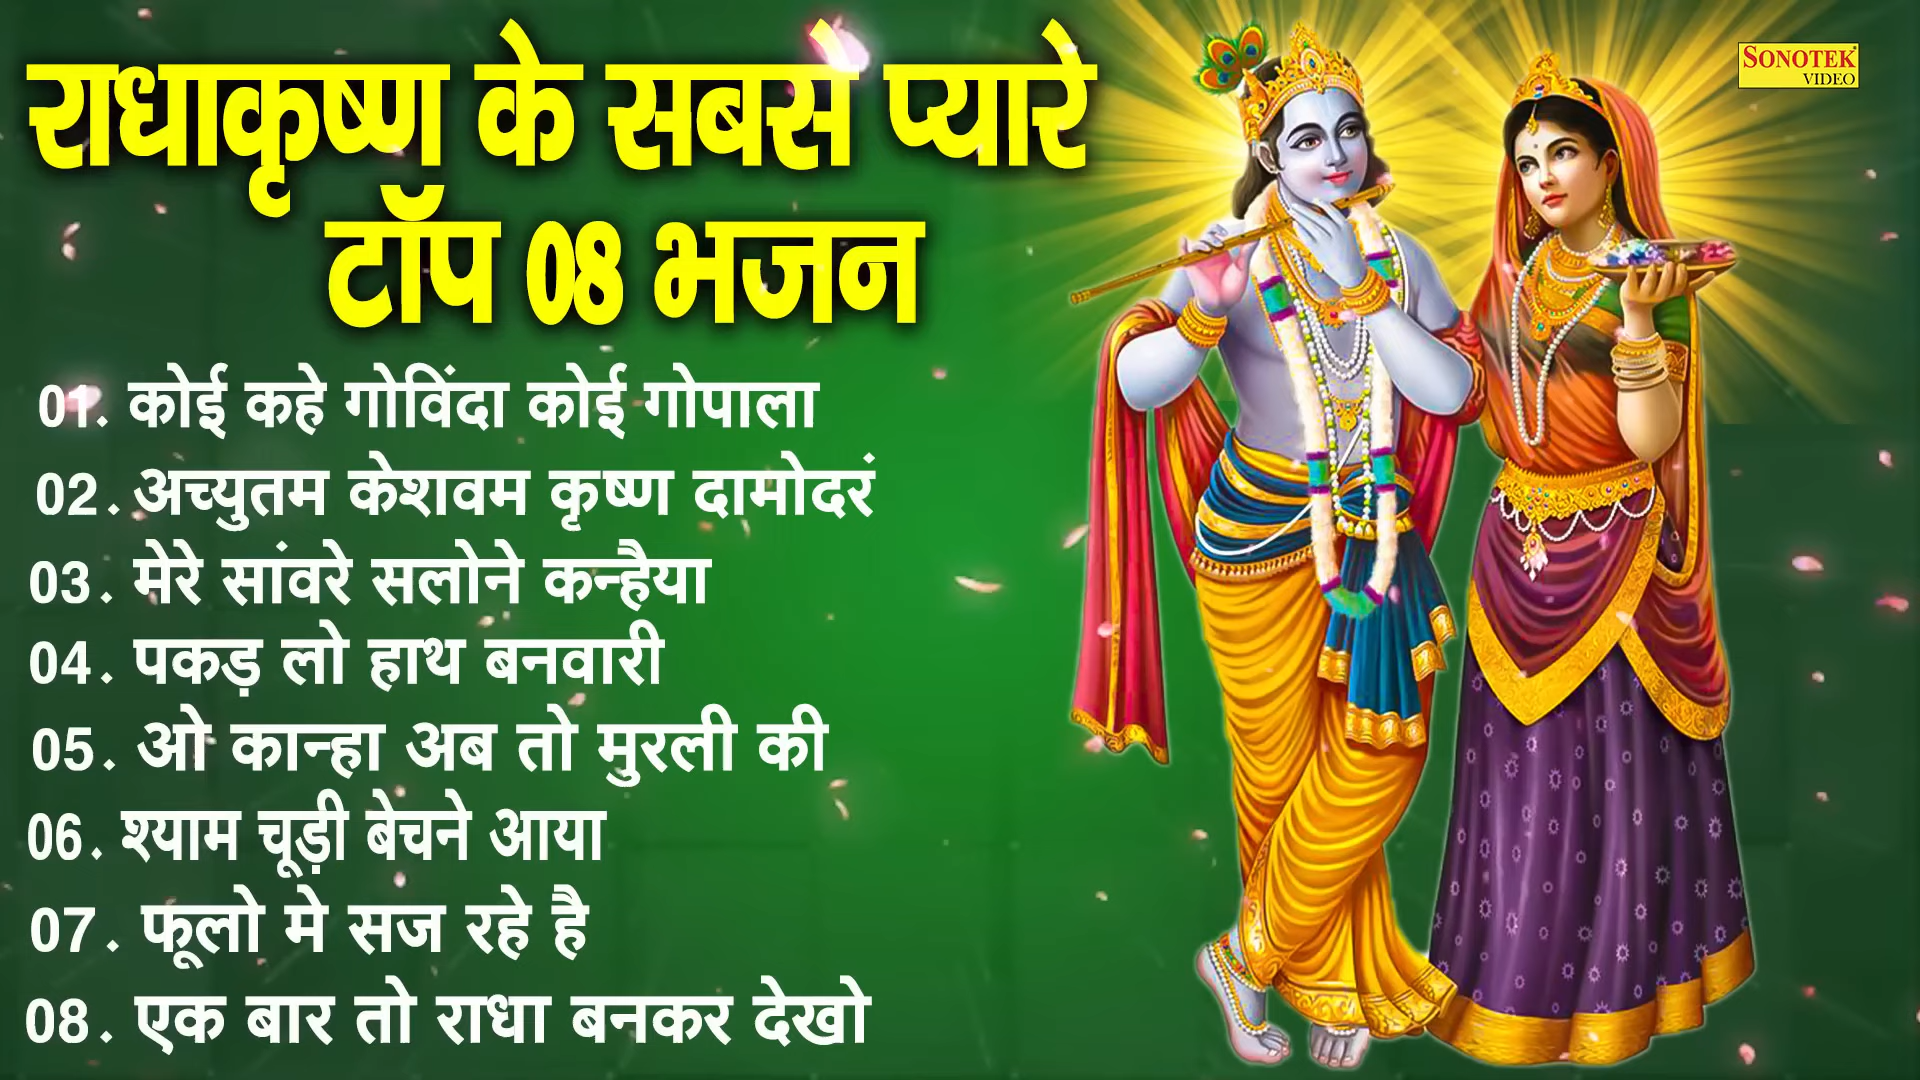 राधाकृष्ण के सबसे प्यारे
टॉप 08 भजन
SONOTEK
VIDEO
01. कोई कहे गोविंदा कोई गोपाला
02. अच्युतम केशवम कृष्ण दामोदरं
03. मेरे सांवरे सलोने कन्हैया
04. पकड़ लो हाथ बनवारी
05. ओ कान्हा अब तो मुरली की
06. श्याम चूड़ी बेचने आया
07. फूलो मे सज रहे है
08. एक बार तो राधा बनकर देखो